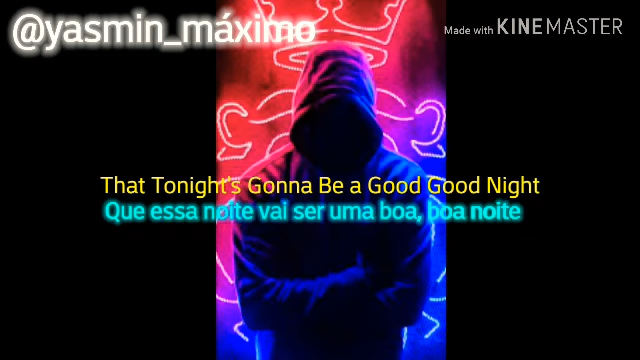 @yasmin_máximo
Made with KINEMASTER
That Tonight's Gonna Be a Good Good Night
Que essa noite vai ser uma boa, boa noite